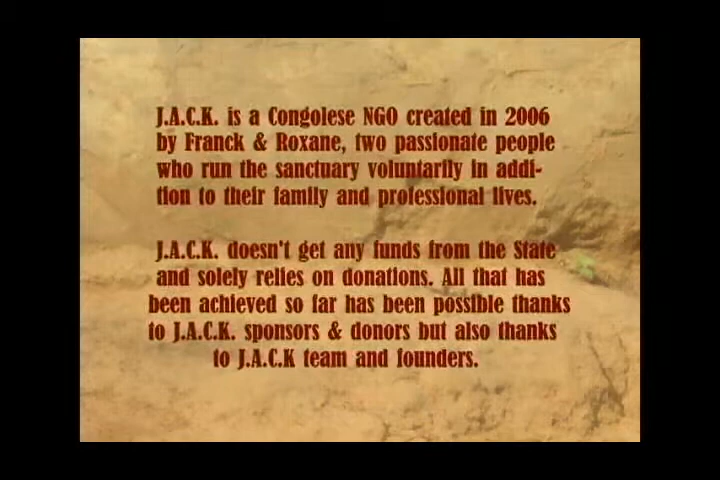 J.A.C.K. is a Congolese NGO created in 2006
by Franck & Roxane, two passionate people
who run the sanctuary voluntarily in addi-
tion to their family and professional lives.
J.A.C.K. doesn't get any funds from the State
and solely relies on donations. All that has
been achieved so far has been possible thanks
to J.A.C.K. sponsors & donors but also thanks
to J.A.C.K team and founders.